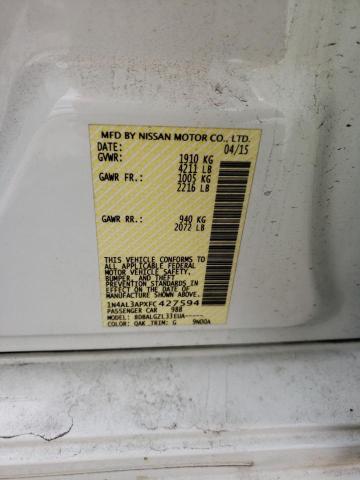 MFD BY NISSAN MOTOR CO., LTD.
DATE: 04/15
GVWR: 1910 KG
4211 LB
GAWR FR: 1005 KG
2216 LB
GAWR RR: 940 KG
2072 LB
THIS VEHICLE CONFORMS TO ALL
APPLICABLE FEDERAL
MOTOR VEHICLE SAFETY,
BUMPER, AND THEFT
PREVENTION STANDARDS IN
EFFECT ON THE DATE OF
MANUFACTURE SHOWN ABOVE.
1N4AL3APXFC427594
PASSENGER CAR 988
MODEL: BDBALGZL33EUA-----
COLOR: QAK TRIM: G 9N00A